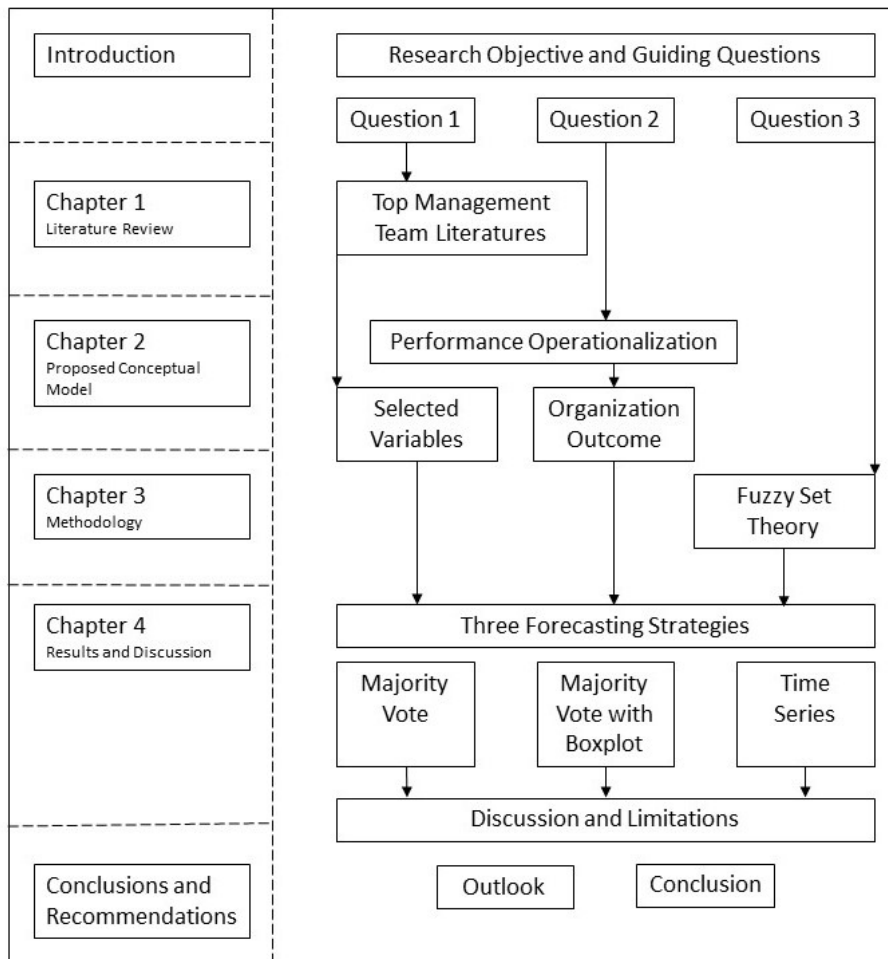 Introduction
Research Objective and Guiding Questions
Question 1
Question 2
Question 3
Chapter 1
Literature Review
Top Management
Team Literatures
Chapter 2
Proposed Conceptual
Model
Performance Operationalization
Selected
Variables
Organization
Outcome
Chapter 3
Methodology
Fuzzy Set
Theory
Chapter 4
Results and Discussion
Three Forecasting Strategies
Majority
Vote
Majority
Vote with
Boxplot
Time
Series
Discussion and Limitations
Conclusions and
Recommendations
Outlook
Conclusion